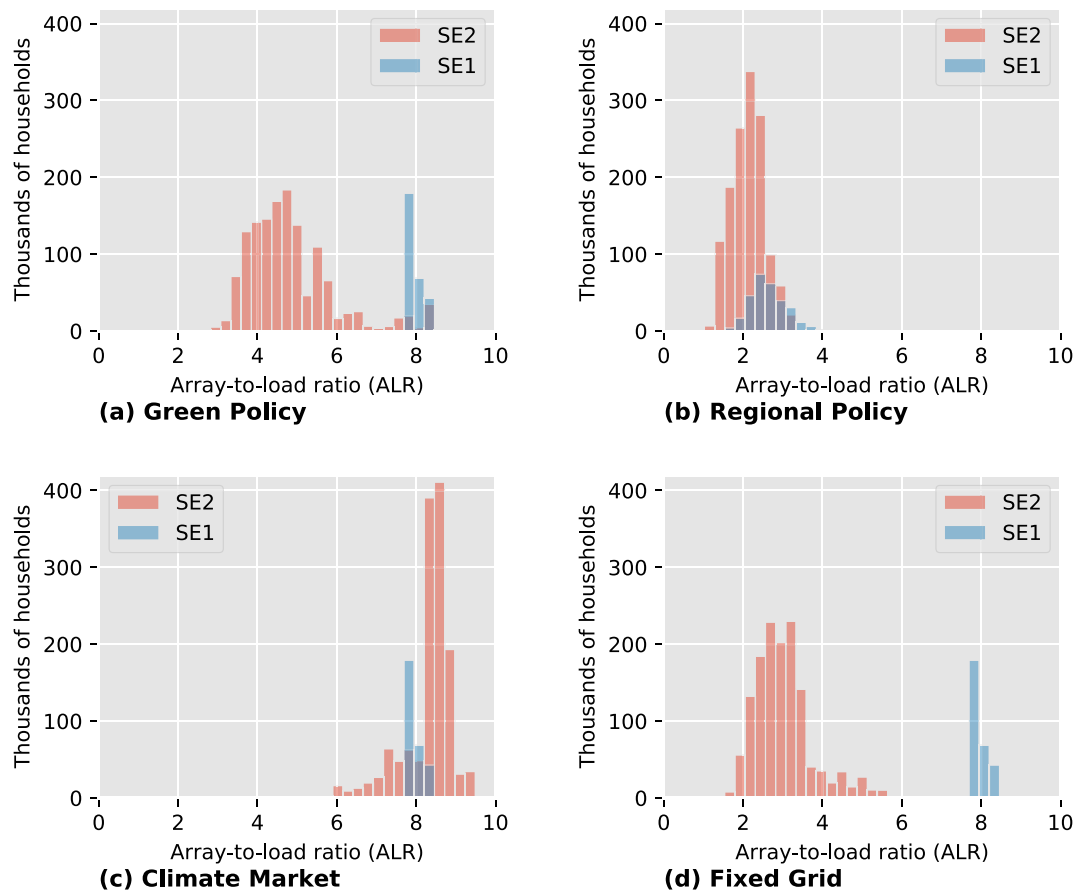 Thousands of households
400
300
200
100
0
SE2
SE1
0 2 4 6 8 10
Array-to-load ratio (ALR)
(a) Green Policy
Thousands of households
400
300
200
100
0
SE2
SE1
0 2 4 6 8 10
Array-to-load ratio (ALR)
(b) Regional Policy
Thousands of households
400
300
200
100
0
SE2
SE1
0 2 4 6 8 10
Array-to-load ratio (ALR)
(c) Climate Market
Thousands of households
400
300
200
100
0
SE2
SE1
0 2 4 6 8 10
Array-to-load ratio (ALR)
(d) Fixed Grid